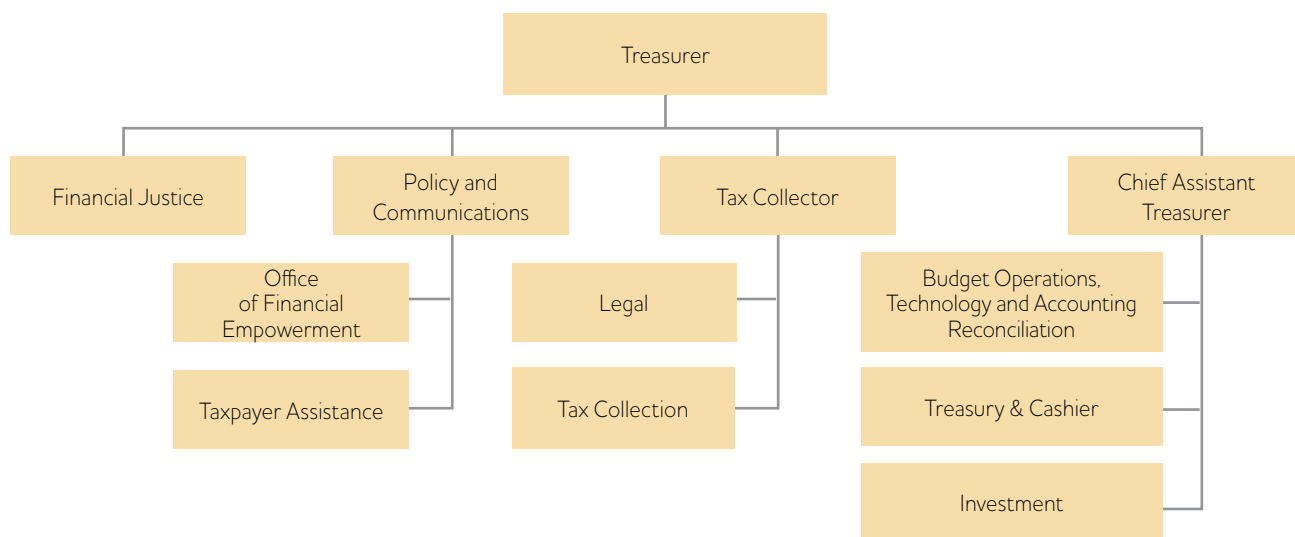 Treasurer
Financial Justice
Policy and
Communications
Tax Collector
Chief Assistant
Treasurer
Office
of Financial
Empowerment
Legal
Budget Operations,
Technology and Accounting
Reconciliation
Taxpayer Assistance
Tax Collection
Treasury & Cashier
Investment